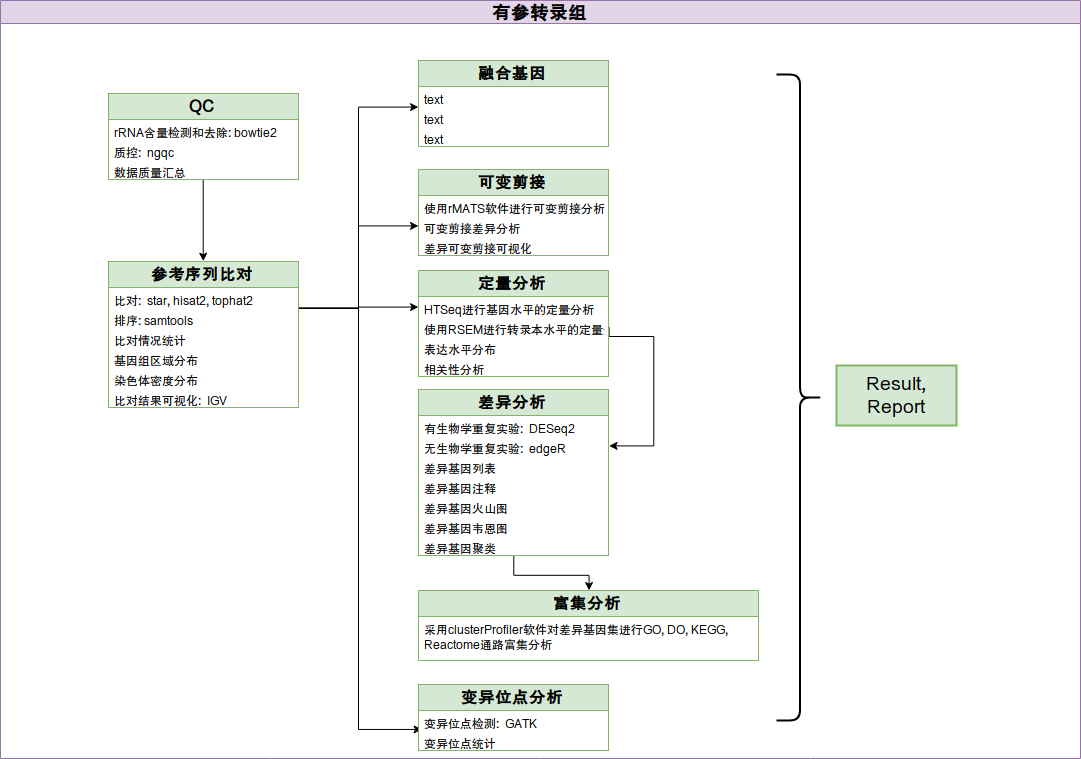 有参转录组
QC
rRNA含量检测和去除: bowtie2
质控: ngqc
数据质量汇总
参考序列比对
比对: star, hisat2, tophat2
排序: samtools
比对情况统计
基因组区域分布
染色体密度分布
比对结果可视化: IGV
融合基因
text
text
text
可变剪接
使用rMATS软件进行可变剪接分析
可变剪接差异分析
差异可变剪接可视化
定量分析
HTSeq进行基因水平的定量分析
使用RSEM进行转录本水平的定量
表达水平分布
相关性分析
差异分析
有生物学重复实验: DESeq2
无生物学重复实验: edgeR
差异基因列表
差异基因注释
差异基因火山图
差异基因韦恩图
差异基因聚类
富集分析
采用clusterProfiler软件对差异基因集进行GO, DO, KEGG,
Reactome通路富集分析
变异位点分析
变异位点检测: GATK
变异位点统计
Result,
Report